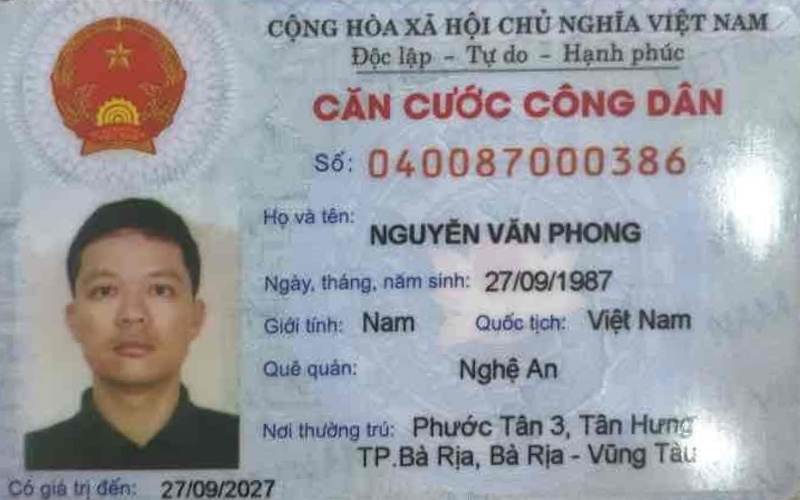 CỘNG HÒA XÃ HỘI CHỦ NGHĨA VIỆT NAM
Độc lập - Tự do - Hạnh phúc
CĂN CƯỚC CÔNG DÂN
Số: 040087000386
Họ và tên: NGUYỄN VĂN PHONG
Ngày, tháng, năm sinh: 27/09/1987
Giới tính: Nam Quốc tịch: Việt Nam
Quê quán: Nghệ An
Nơi thường trú: Phước Tân 3, Tân Hưng
TP.Bà Rịa, Bà Rịa - Vũng Tàu
Có giá trị đến: 27/09/2027